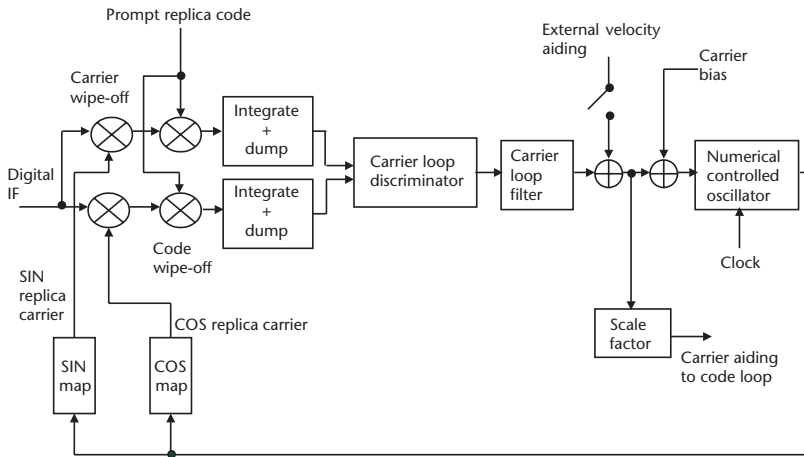 Prompt replica code
External velocity
aiding
Carrier
bias
Carrier
wipe-off
Integrate
+
dump
Digital
IF
Carrier loop
discriminator
Carrier
loop
filter
Numerical
controlled
oscillator
Integrate
+
dump
Code
wipe-off
Clock
SIN
replica
carrier
COS replica carrier
Scale
factor
Carrier aiding
to code loop
SIN
map
COS
map